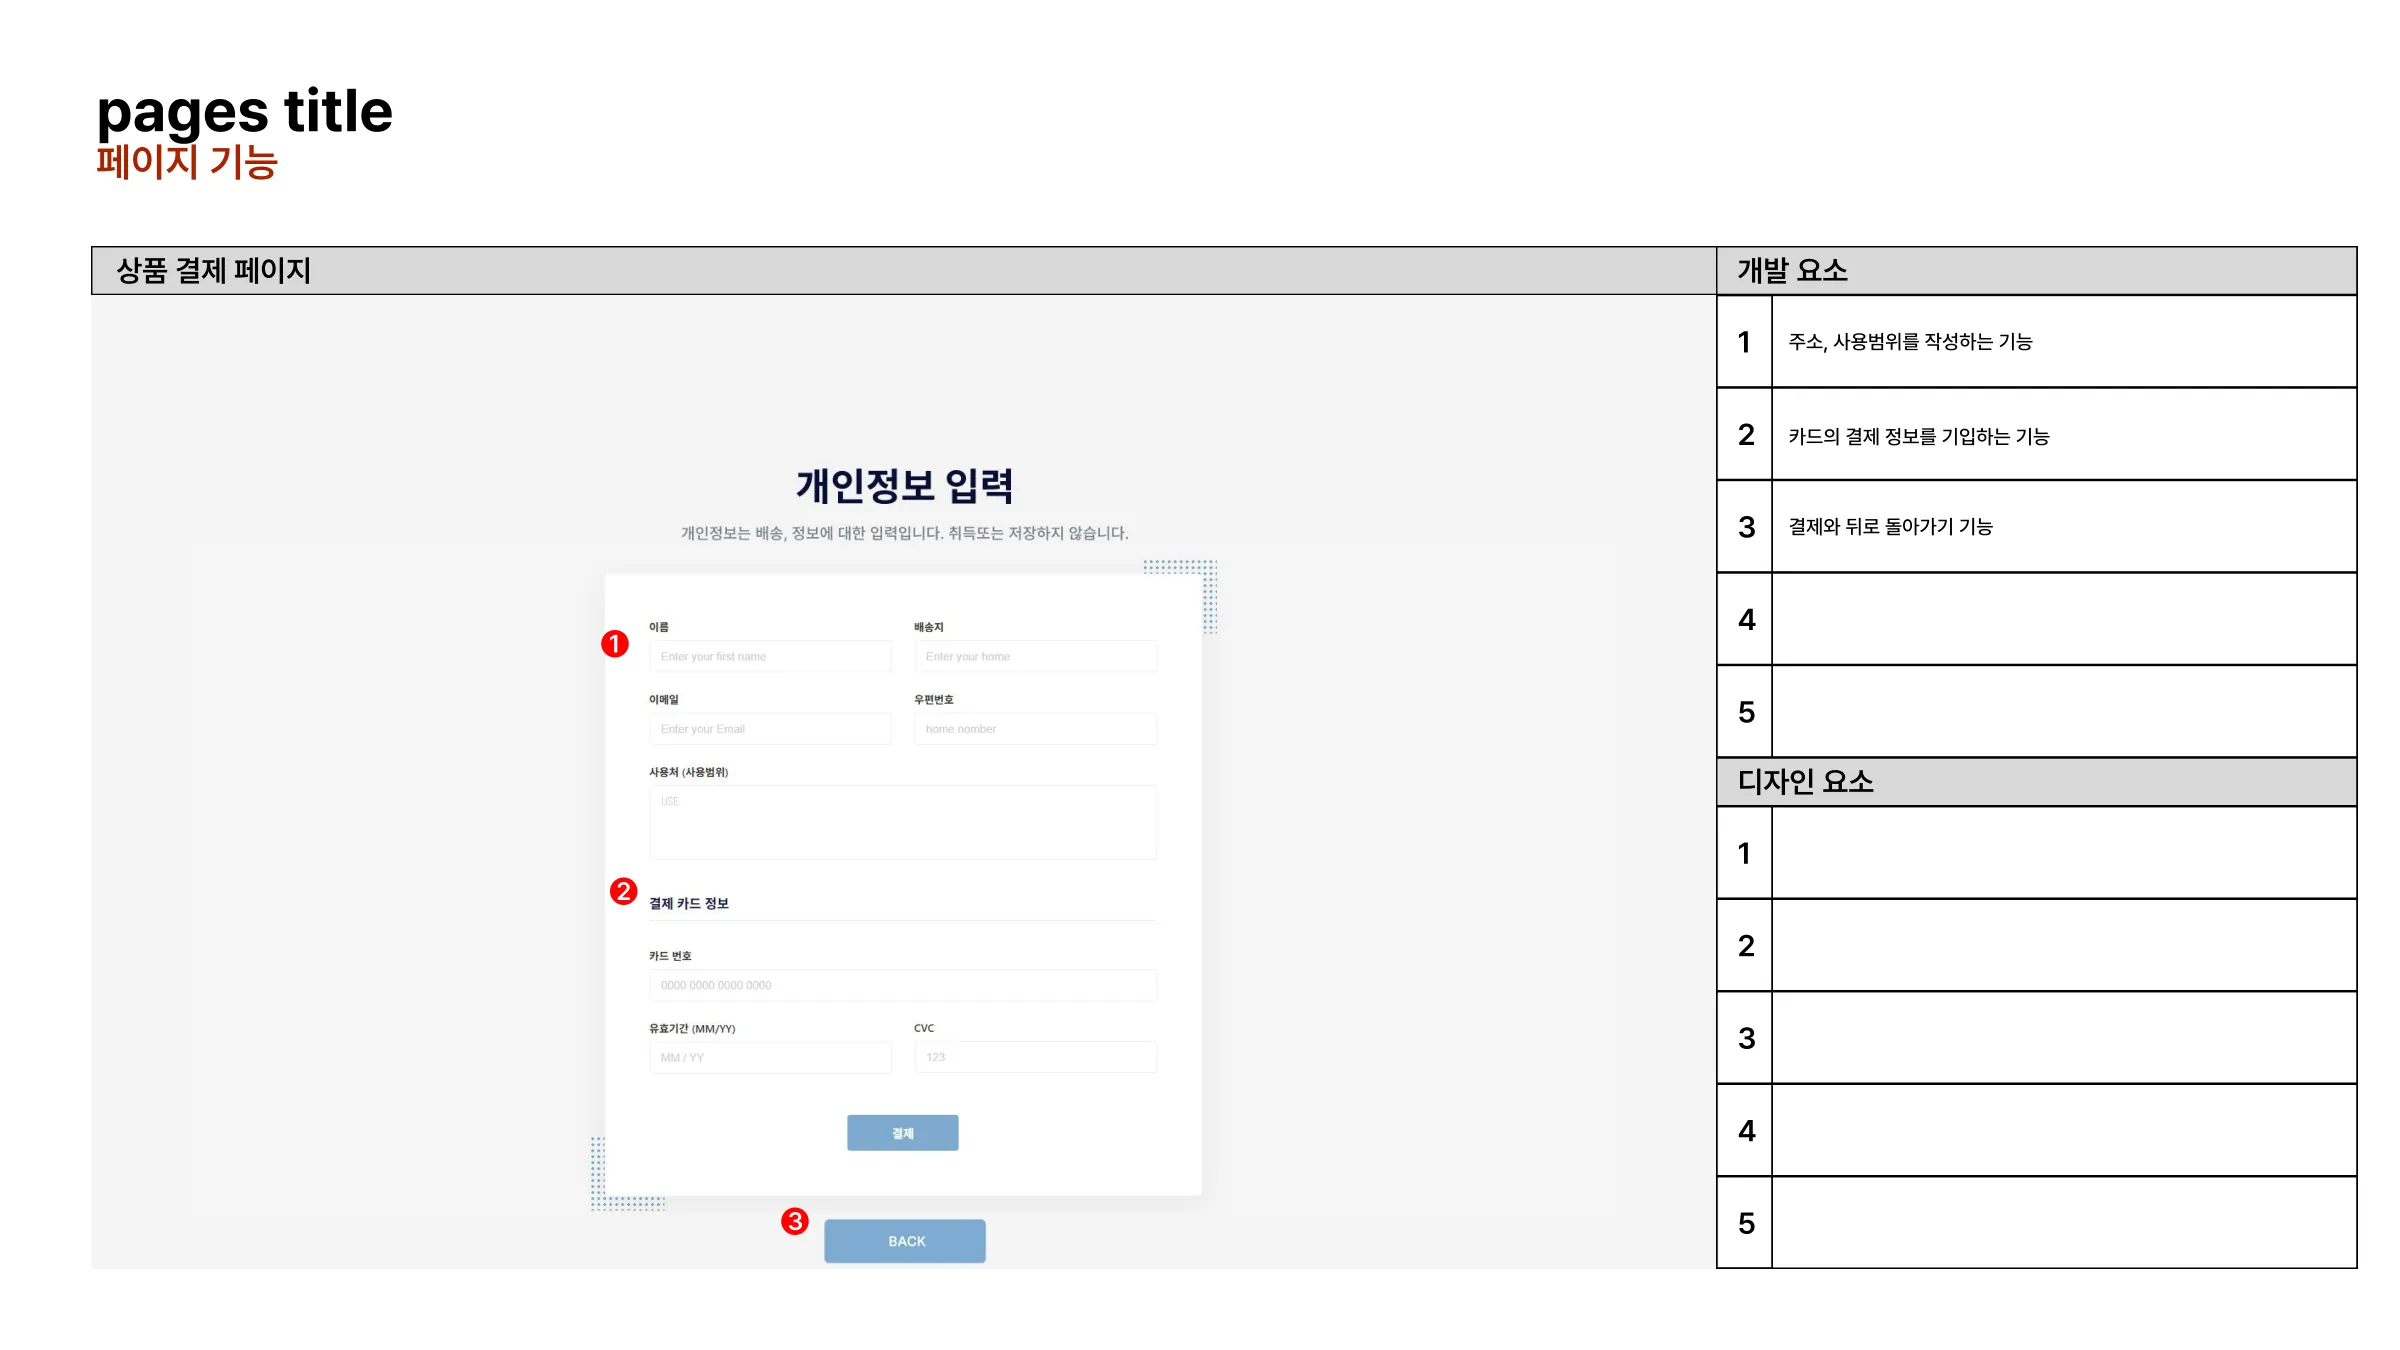 pages title
페이지 기능
상품 결제 페이지
개인정보 입력
개인정보는 배송, 정보에 대한 입력입니다. 취득또는 저장하지 않습니다.
1
이름
배송지
Enter your first name
Enter your home
이메일
우편번호
Enter your Email
home nomber
사용처 (사용범위)
USE
2
결제 카드 정보
카드 번호
0000 0000 0000 0000
유효기간 (MM/YY)
CVC
MM / YY
123
결제
3
BACK
개발 요소
1 주소, 사용범위를 작성하는 기능
2 카드의 결제 정보를 기입하는 기능
3 결제와 뒤로 돌아가기 기능
4
5
디자인 요소
1
2
3
4
5